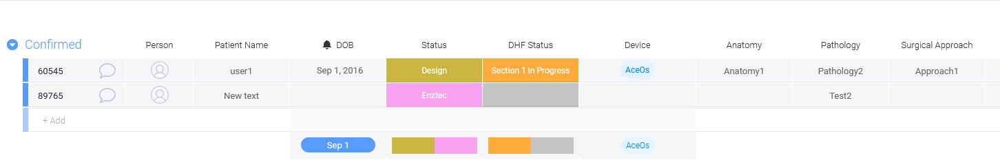 Confirmed Person Patient Name DOB Status DHF Status Device Anatomy Pathology Surgical Approach
60545 user1 Sep 1, 2016 Design Section 1 In Progress AceOs Anatomy1 Pathology2 Approach1
89765 New text Enztec Test2
+ Add
Sep 1 AceOs